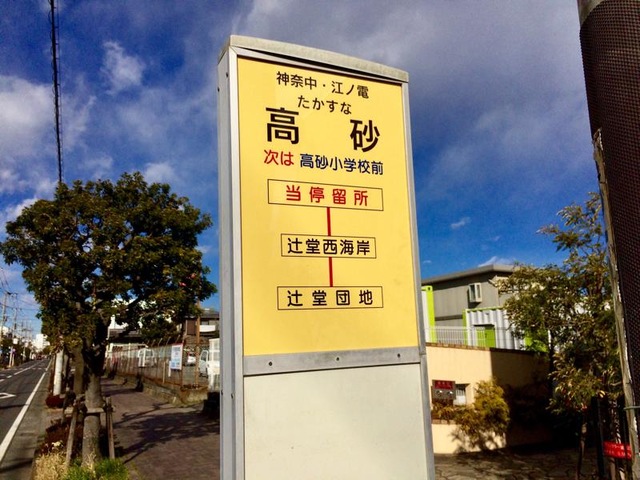 神奈中・江ノ電
たかすな
高 砂
次は 高砂小学校前
当停留所
辻堂西海岸
辻堂団地